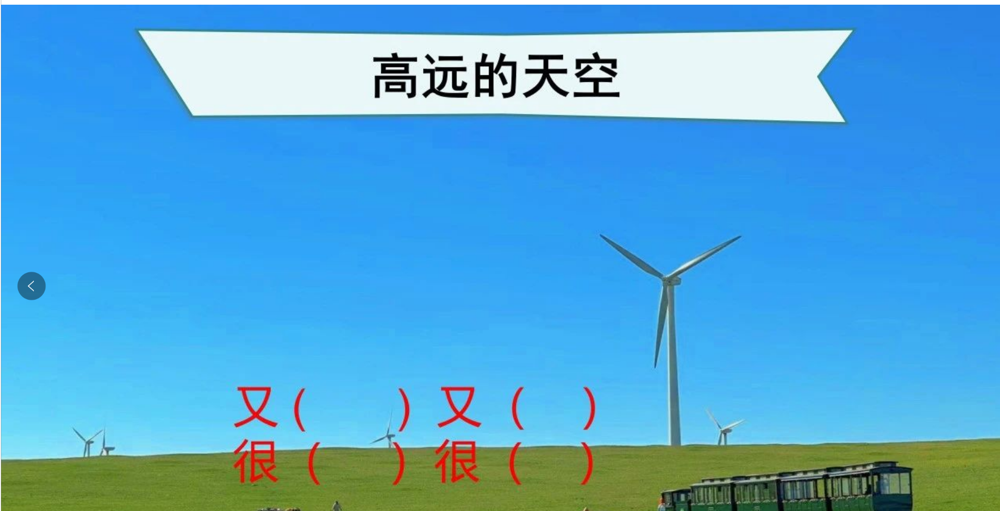 高远的天空
又(　　)又（　）
很（　　）很（　）